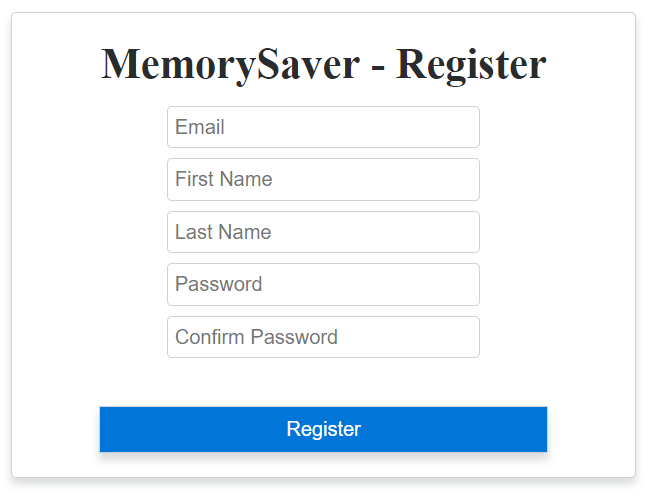 MemorySaver - Register
Email
First Name
Last Name
Password
Confirm Password
Register